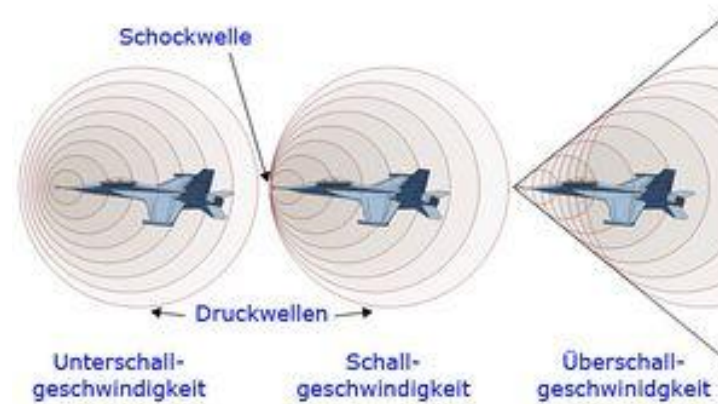 Schockwelle
Druckwellen
Unterschall-
geschwindigkeit
Schall-
geschwindigkeit
Überschall-
geschwinidgkeit